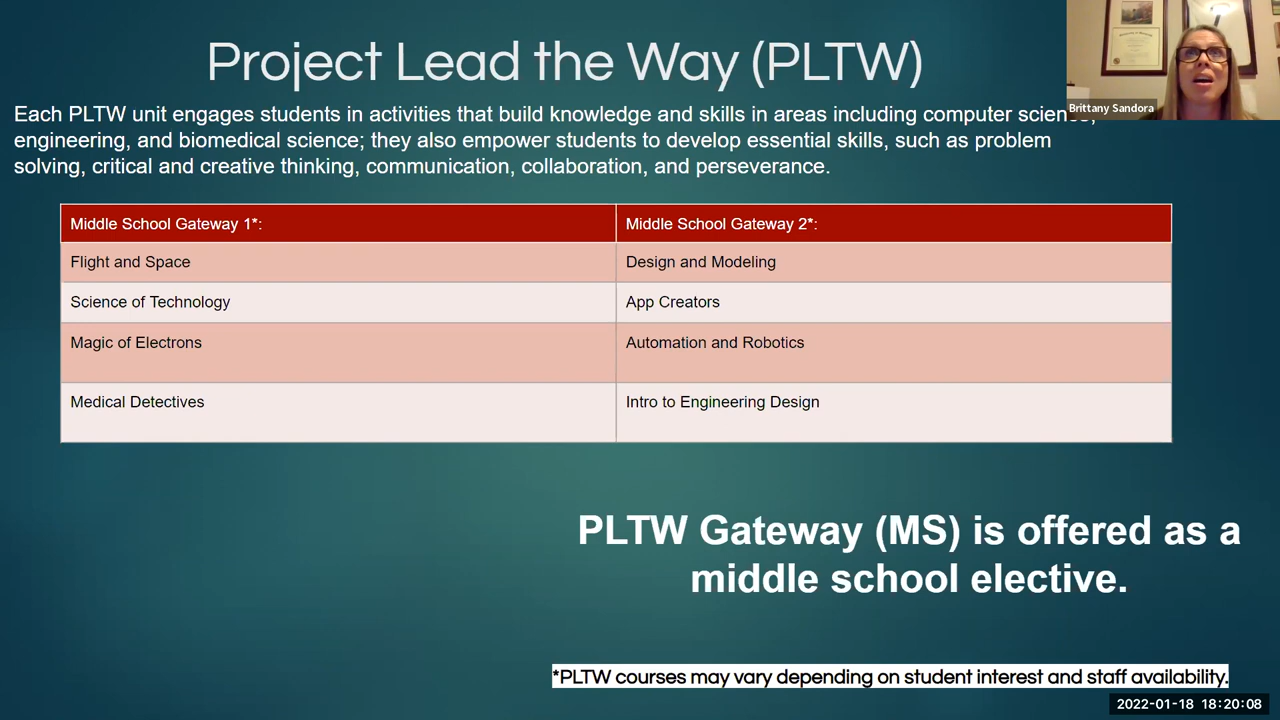 Project Lead the Way (PLTW)
Brittany Sandora
Each PLTW unit engages students in activities that build knowledge and skills in areas including computer science,
engineering, and biomedical science; they also empower students to develop essential skills, such as problem
solving, critical and creative thinking, communication, collaboration, and perseverance.
Middle School Gateway 1*: Middle School Gateway 2*:
Flight and Space Design and Modeling
Science of Technology App Creators
Magic of Electrons Automation and Robotics
Medical Detectives Intro to Engineering Design
PLTW Gateway (MS) is offered as a
middle school elective.
*PLTW courses may vary depending on student interest and staff availability.
2022-01-18 18:20:08